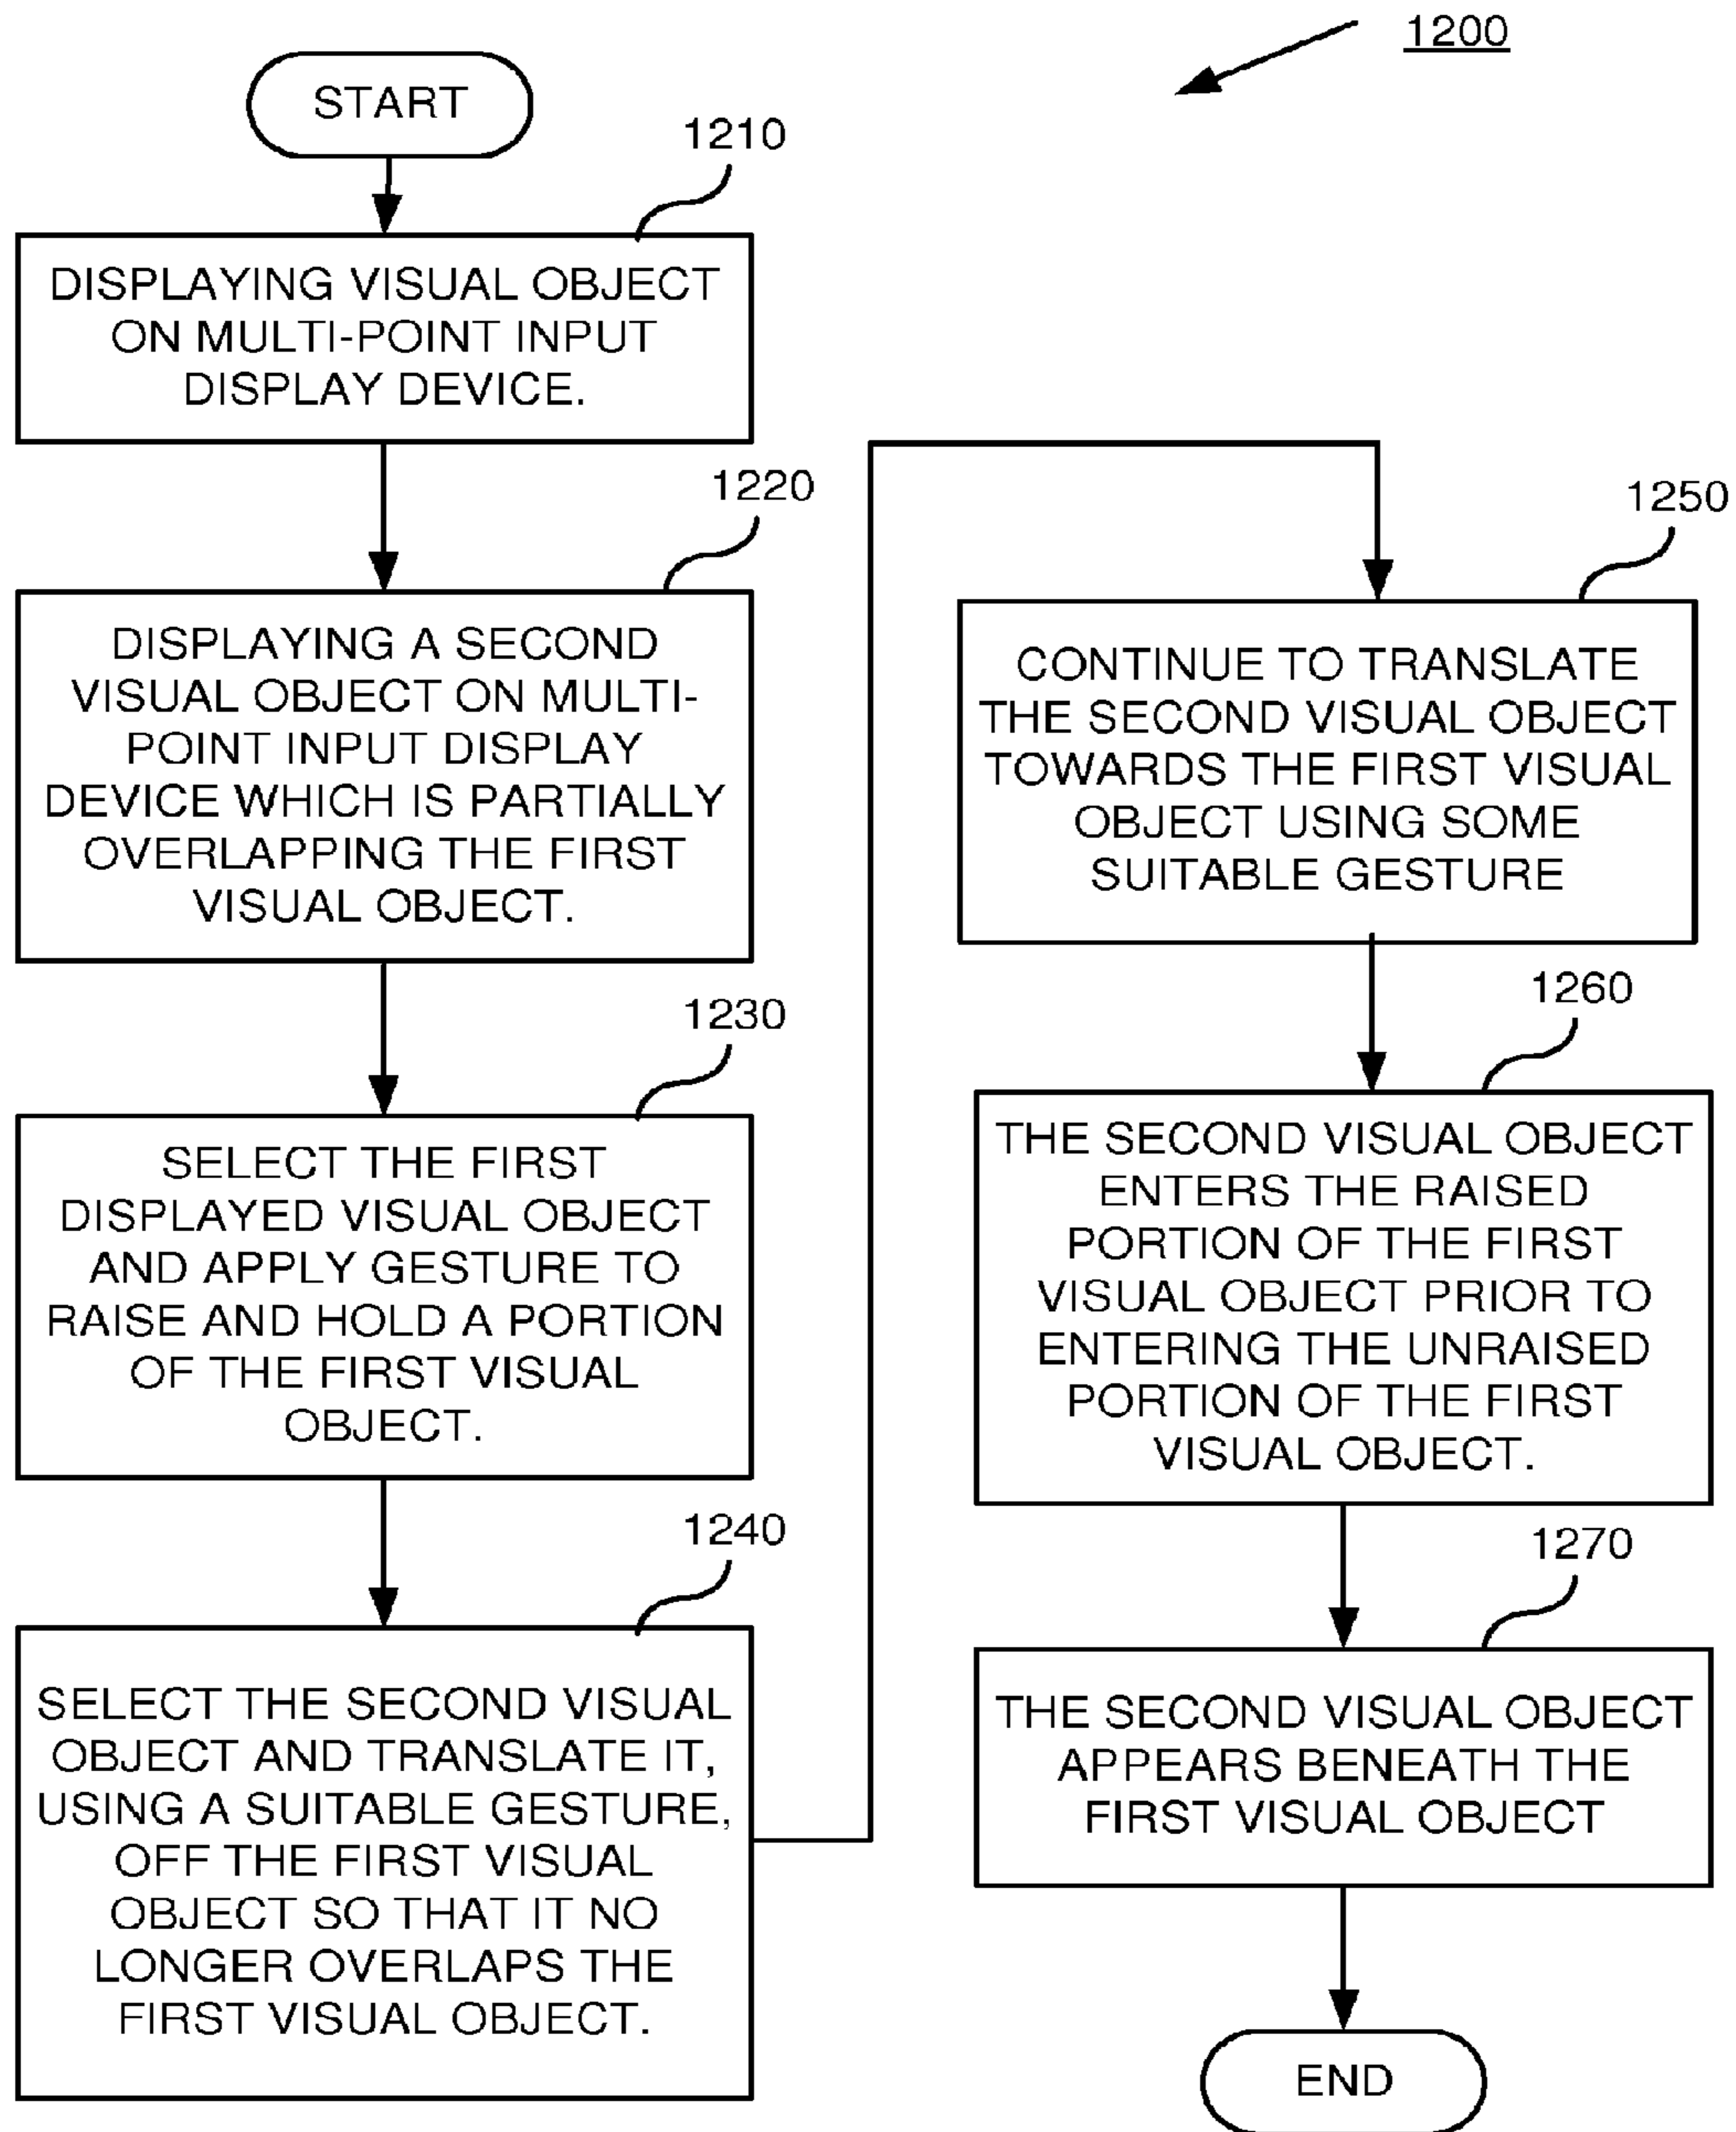 1200
START
1210
DISPLAYING VISUAL OBJECT
ON MULTI-POINT INPUT
DISPLAY DEVICE.
1220
DISPLAYING A SECOND
VISUAL OBJECT ON MULTI-
POINT INPUT DISPLAY
DEVICE WHICH IS PARTIALLY
OVERLAPPING THE FIRST
VISUAL OBJECT.
1230
SELECT THE FIRST
DISPLAYED VISUAL OBJECT
AND APPLY GESTURE TO
RAISE AND HOLD A PORTION
OF THE FIRST VISUAL
OBJECT.
1240
SELECT THE SECOND VISUAL
OBJECT AND TRANSLATE IT,
USING A SUITABLE GESTURE,
OFF THE FIRST VISUAL
OBJECT SO THAT IT NO
LONGER OVERLAPS THE
FIRST VISUAL OBJECT.
1250
CONTINUE TO TRANSLATE
THE SECOND VISUAL OBJECT
TOWARDS THE FIRST VISUAL
OBJECT USING SOME
SUITABLE GESTURE
1260
THE SECOND VISUAL OBJECT
ENTERS THE RAISED
PORTION OF THE FIRST
VISUAL OBJECT PRIOR TO
ENTERING THE UNRAISED
PORTION OF THE FIRST
VISUAL OBJECT.
1270
THE SECOND VISUAL OBJECT
APPEARS BENEATH THE
FIRST VISUAL OBJECT
END